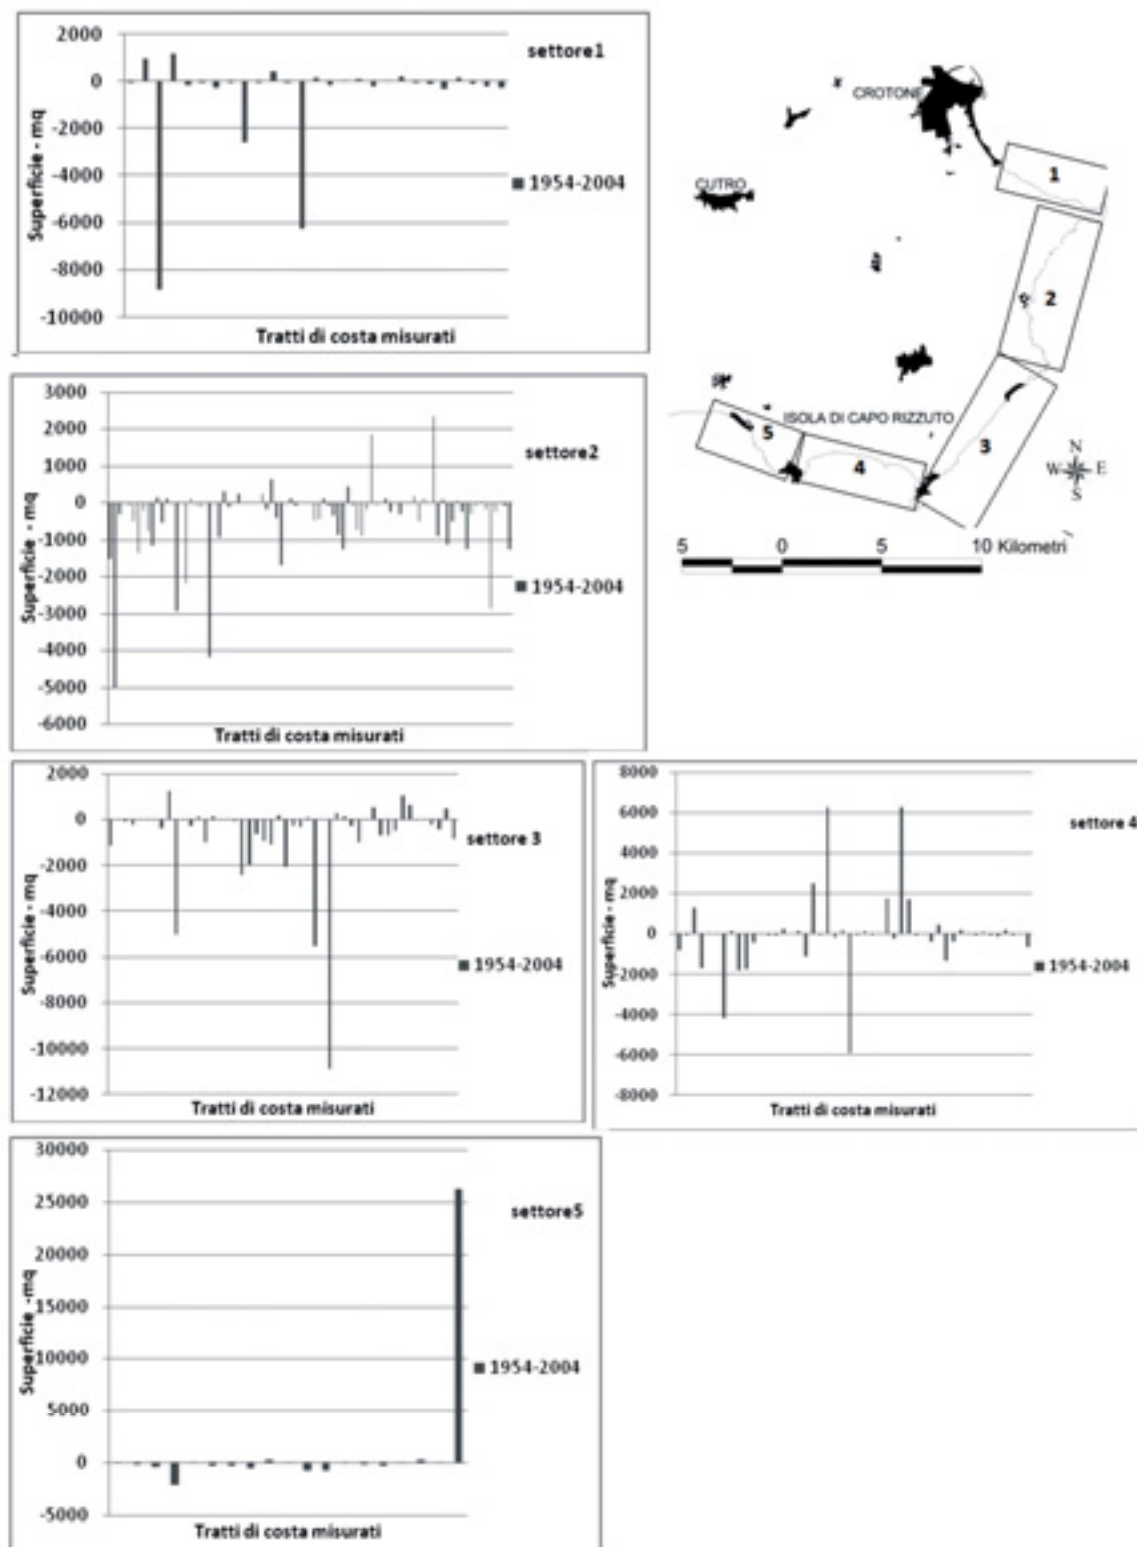 2000
0
-2000
-4000
-6000
-8000
-10000
Superficie - mq
settore1
1954-2004
Tratti di costa misurati
CROTONE
CUTRO
ISOLA DI CAPO RIZZUTO
1
2
3
4
5
N
W E
S
5 0 5 10 Kilometri
3000
2000
1000
0
-1000
-2000
-3000
-4000
-5000
-6000
Superficie - mq
settore2
1954-2004
Tratti di costa misurati
2000
0
-2000
-4000
-6000
-8000
-10000
-12000
Superficie - mq
settore 3
1954-2004
Tratti di costa misurati
8000
6000
4000
2000
0
-2000
-4000
-6000
-8000
Superficie - mq
settore 4
1954-2004
Tratti di costa misurati
30000
25000
20000
15000
10000
5000
0
-5000
Superficie -mq
settore5
1954-2004
Tratti di costa misurati